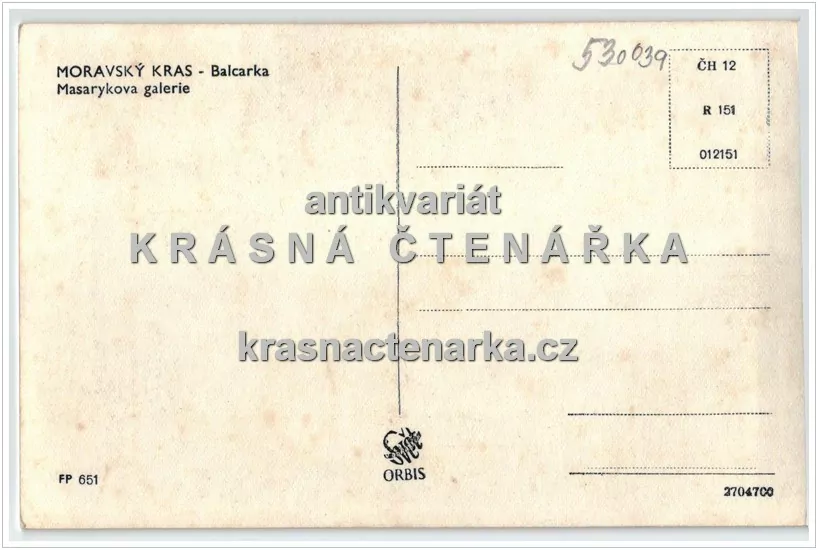 MORAVSKÝ KRAS - Balcarka
Masarykova galerie
530039
ČH 12
R 151
012151
antikvariát
KRÁSNÁ ČTENÁŘKA
krasnactenarka.cz
ORBIS
FP 651
2704700